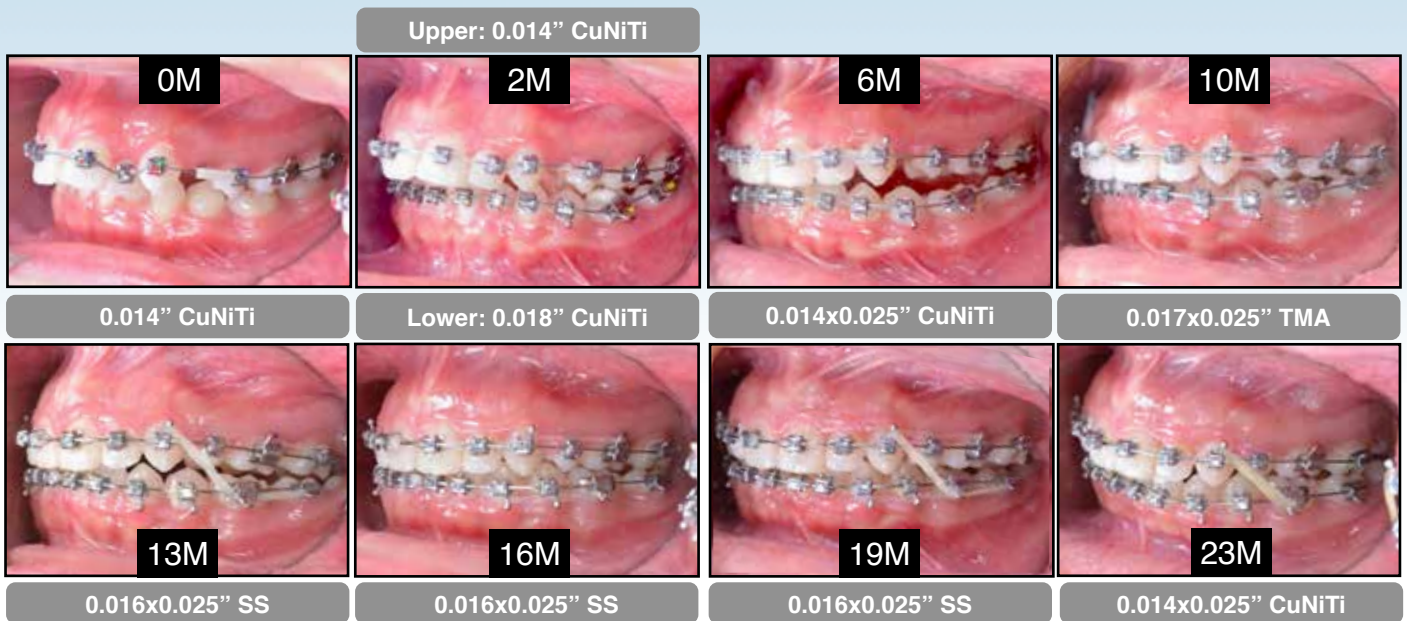 Upper: 0.014” CuNiTi
0M
2M
6M
10M
0.014” CuNiTi
Lower: 0.018” CuNiTi
0.014x0.025” CuNiTi
0.017x0.025” TMA
13M
16M
19M
23M
0.016x0.025” SS
0.016x0.025” SS
0.016x0.025” SS
0.014x0.025” CuNiTi